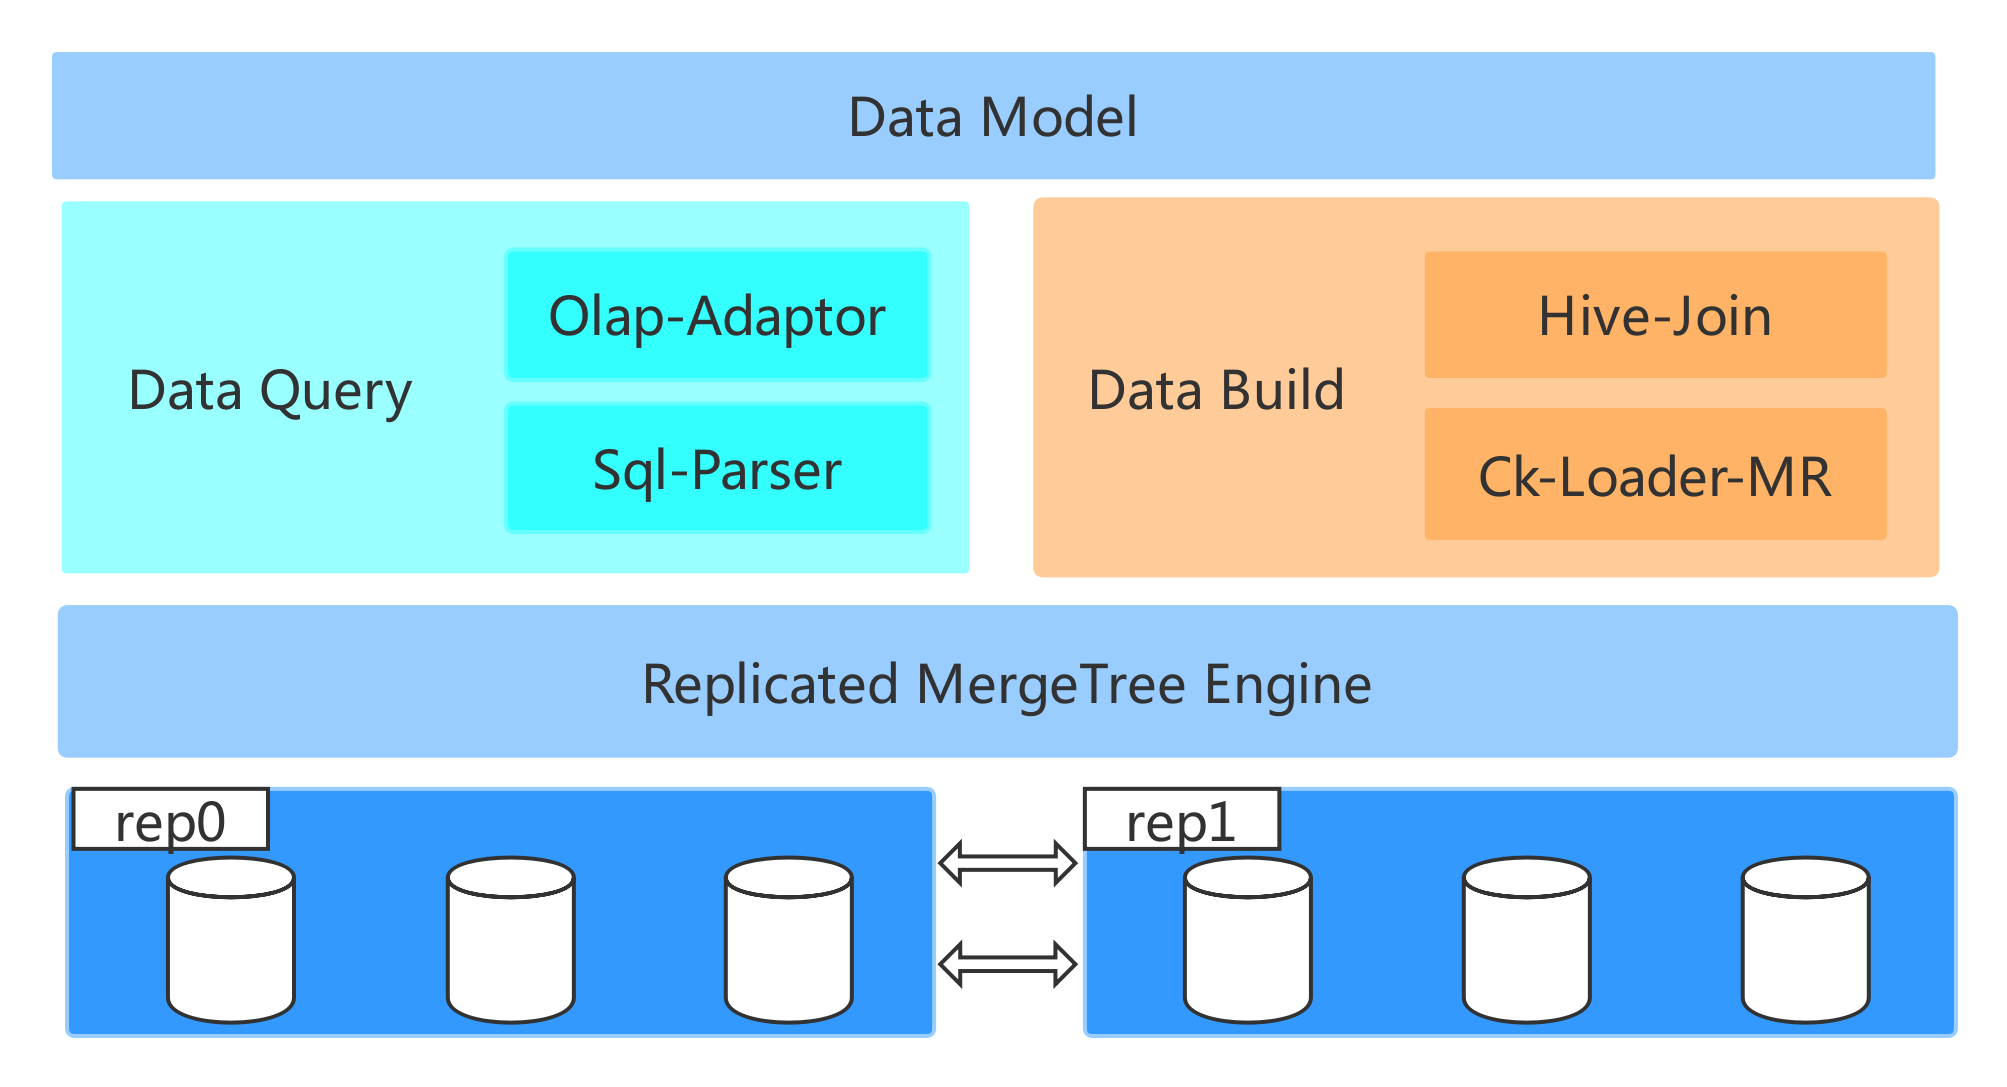 Data Model
Data Query
Olap-Adaptor
Sql-Parser
Data Build
Hive-Join
Ck-Loader-MR
Replicated MergeTree Engine
rep0
rep1